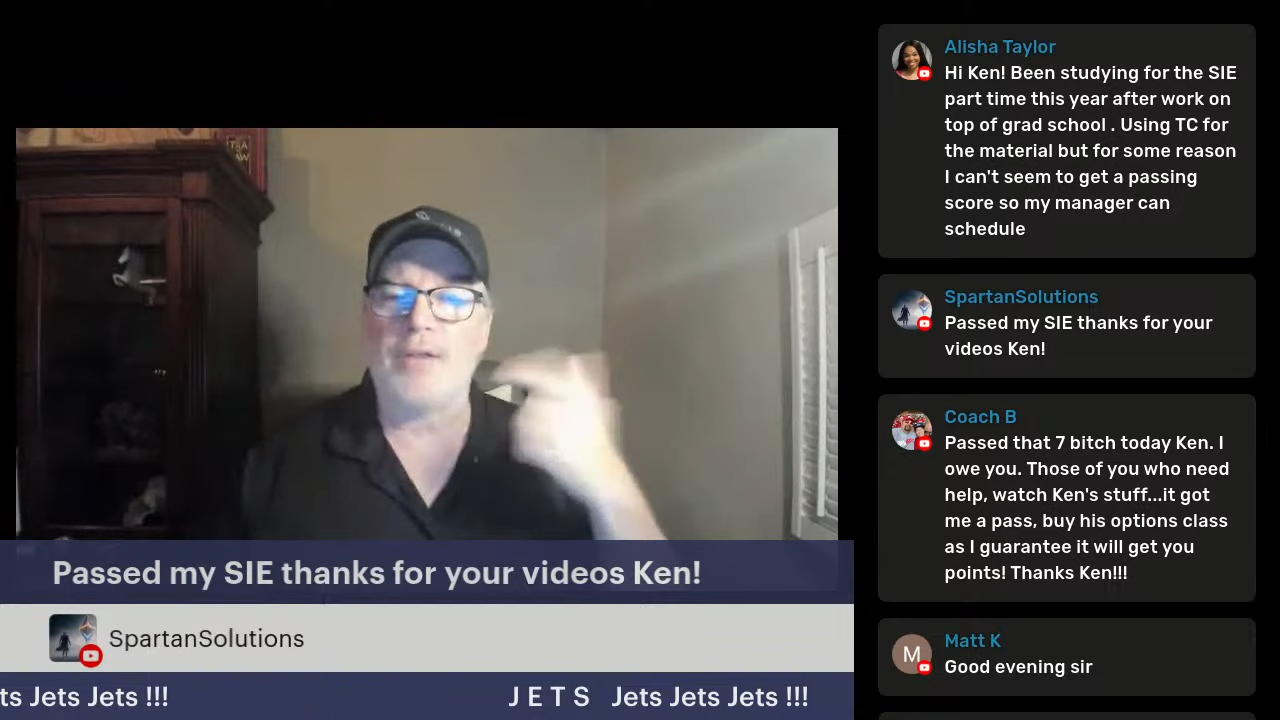 Alisha Taylor
Hi Ken! Been studying for the SIE
part time this year after work on
top of grad school . Using TC for
the material but for some reason
I can't seem to get a passing
score so my manager can
schedule
SpartanSolutions
Passed my SIE thanks for your
videos Ken!
Coach B
Passed that 7 bitch today Ken. I
owe you. Those of you who need
help, watch Ken's stuff...it got
me a pass, buy his options class
as I guarantee it will get you
points! Thanks Ken!!!
M
Matt K
Good evening sir
Passed my SIE thanks for your videos Ken!
SpartanSolutions
ts Jets Jets !!!
J E T S Jets Jets Jets !!!